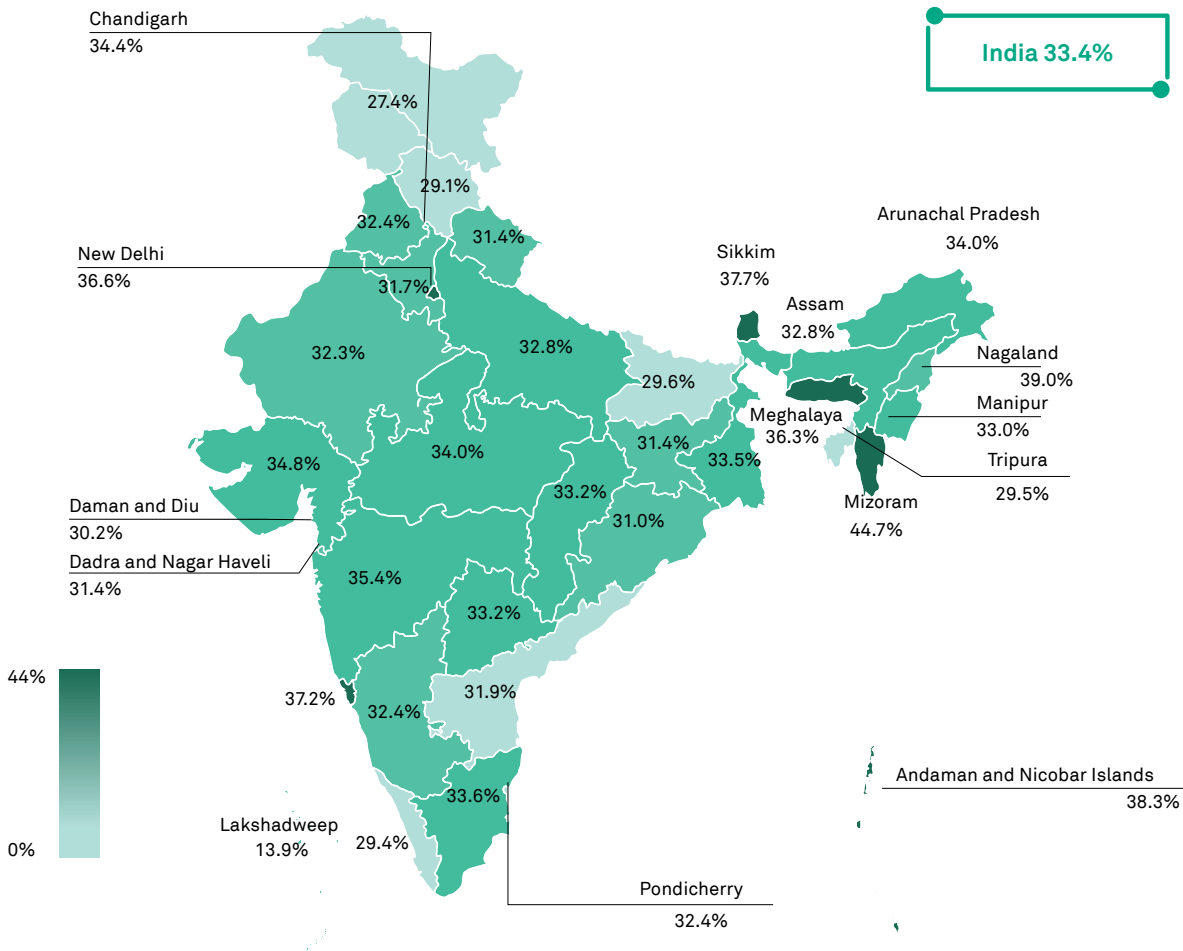 Chandigarh
34.4%
India 33.4%
27.4%
29.1%
32.4%
31.4%
New Delhi
36.6%
31.7%
Arunachal Pradesh
34.0%
Sikkim
37.7%
Assam
32.8%
32.3%
32.8%
29.6%
Nagaland
39.0%
Manipur
33.0%
Meghalaya
36.3%
Tripura
29.5%
Mizoram
44.7%
34.8%
34.0%
31.4%
33.5%
33.2%
31.0%
Daman and Diu
30.2%
Dadra and Nagar Haveli
31.4%
35.4%
33.2%
44%
0%
37.2%
32.4%
31.9%
33.6%
Andaman and Nicobar Islands
38.3%
Lakshadweep
13.9%
29.4%
Pondicherry
32.4%